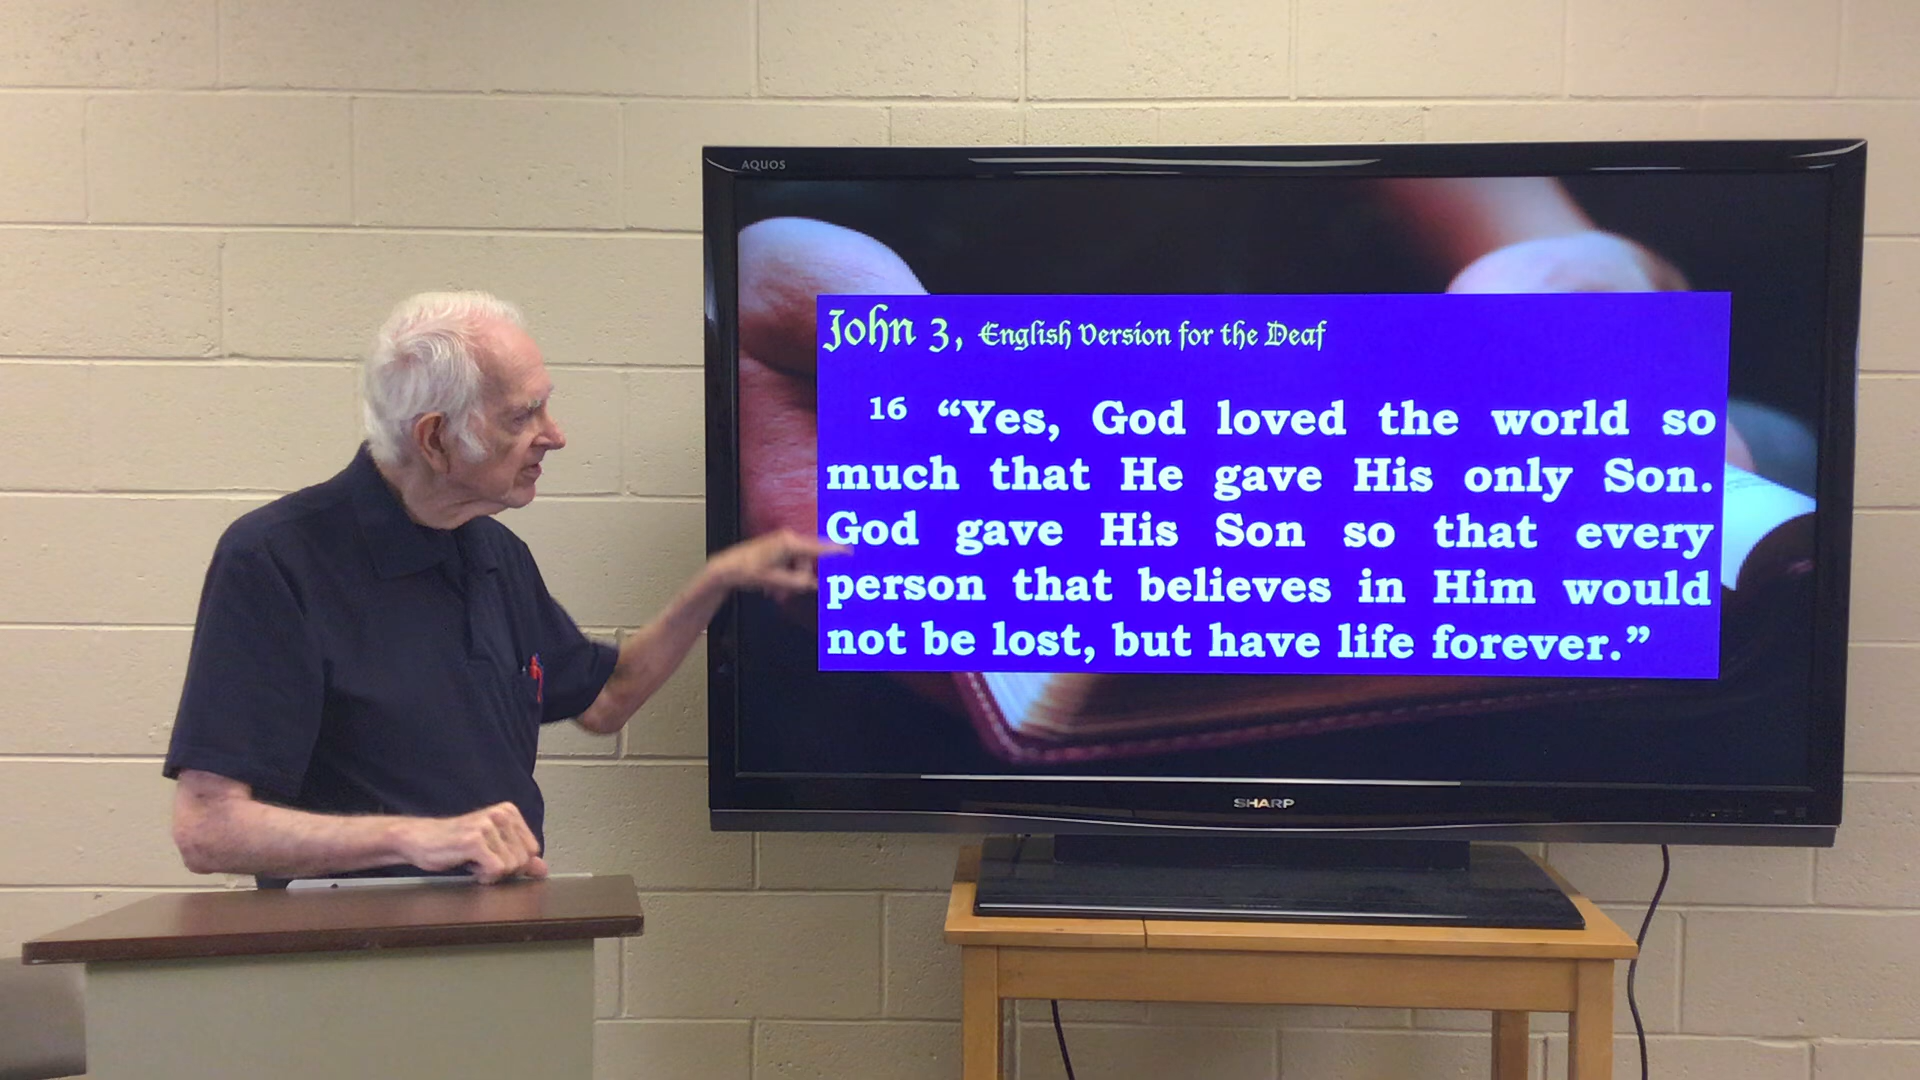 AQUOS
John 3, English Version for the Deaf
16 “Yes, God loved the world so
much that He gave His only Son.
God gave His Son so that every
person that believes in Him would
not be lost, but have life forever.”
SHARP